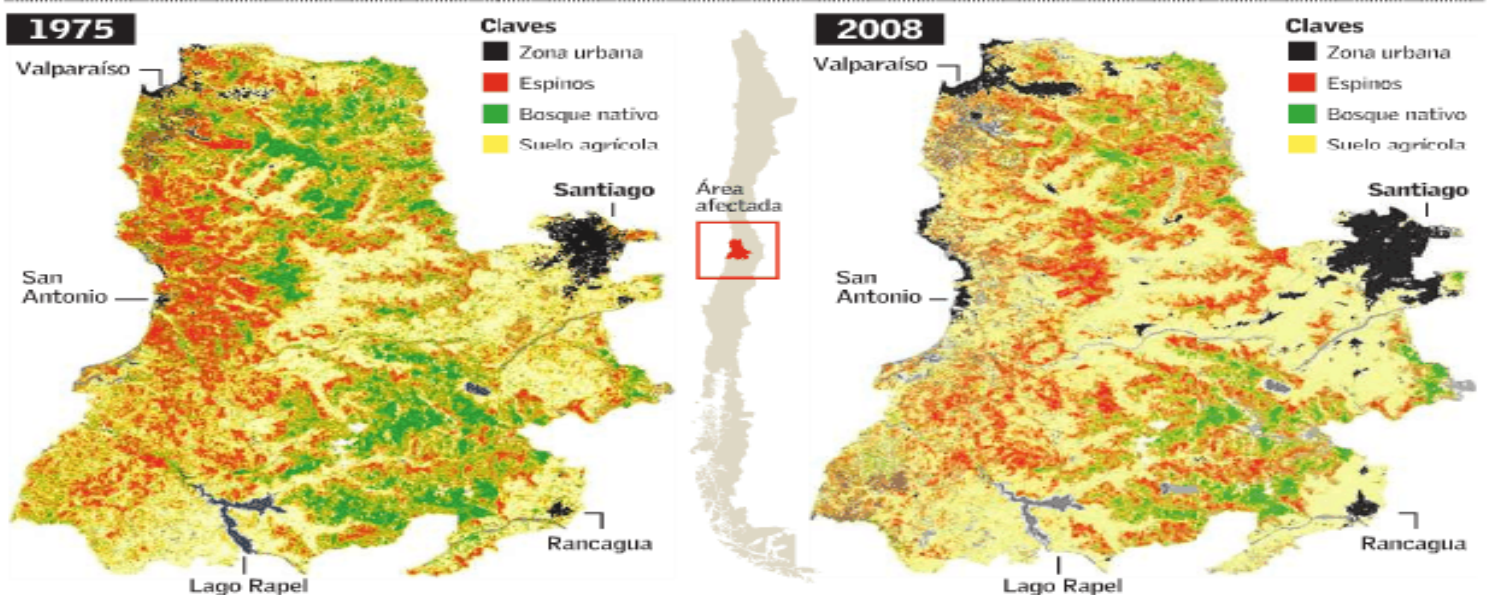 1975
Claves
Zona urbana
Espinos
Bosque nativo
Suelo agrícola
Valparaíso
Santiago
San
Antonio
Rancagua
Lago Rapel
Área
afectada
2008
Claves
Zona urbana
Espinos
Bosque nativo
Suelo agrícola
Valparaíso
Santiago
San
Antonio
Rancagua
Lago Rapel